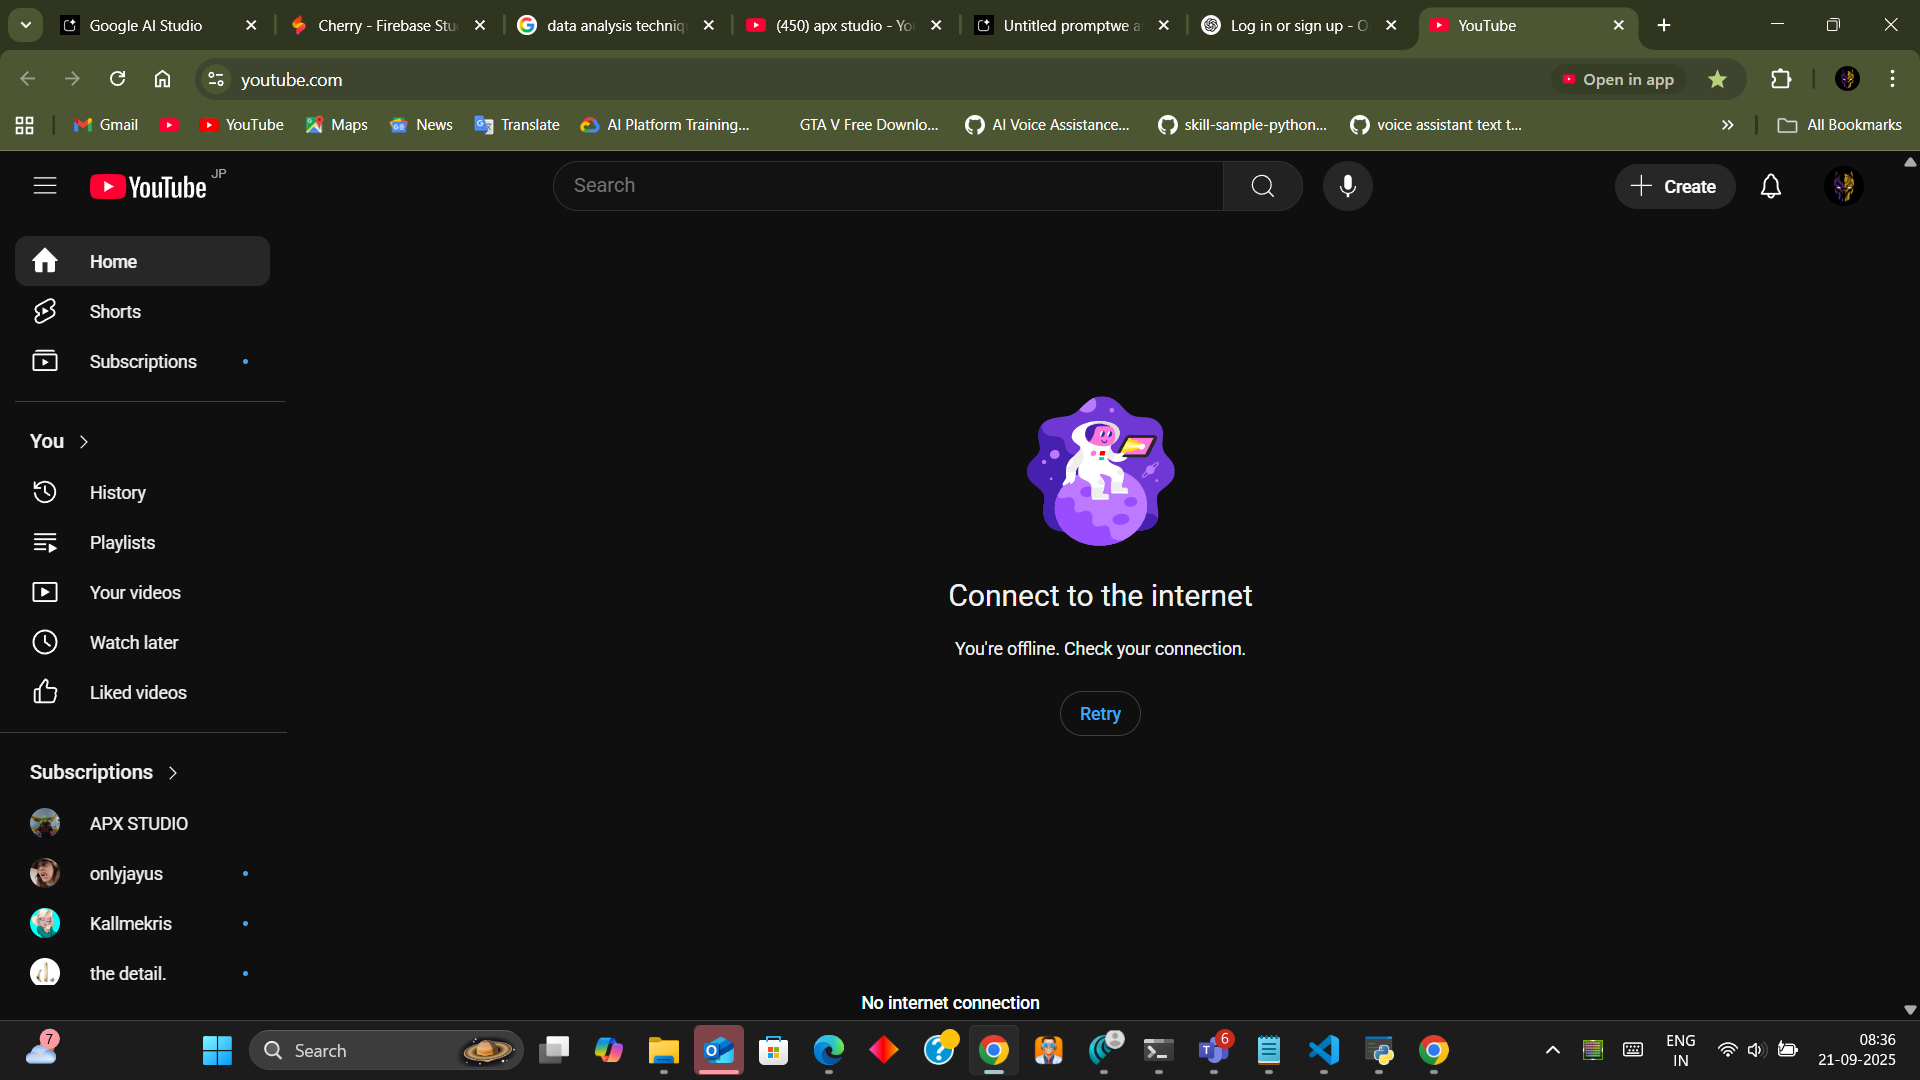 Google AI Studio
Cherry - Firebase Stu
data analysis techniq
(450) apx studio - Yo
Untitled promptwe a
Log in or sign up - O
YouTube
youtube.com
Open in app
Gmail
YouTube
Maps
News
Translate
AI Platform Training...
GTA V Free Downlo...
AI Voice Assistance...
skill-sample-python...
voice assistant text t...
All Bookmarks
YouTube JP
Search
Create
Home
Shorts
Subscriptions
You
History
Playlists
Your videos
Watch later
Liked videos
Subscriptions
APX STUDIO
onlyjayus
Kallmekris
the detail.
Connect to the internet
You're offline. Check your connection.
Retry
No internet connection
7
Search
6
ENG
IN
08:36
21-09-2025